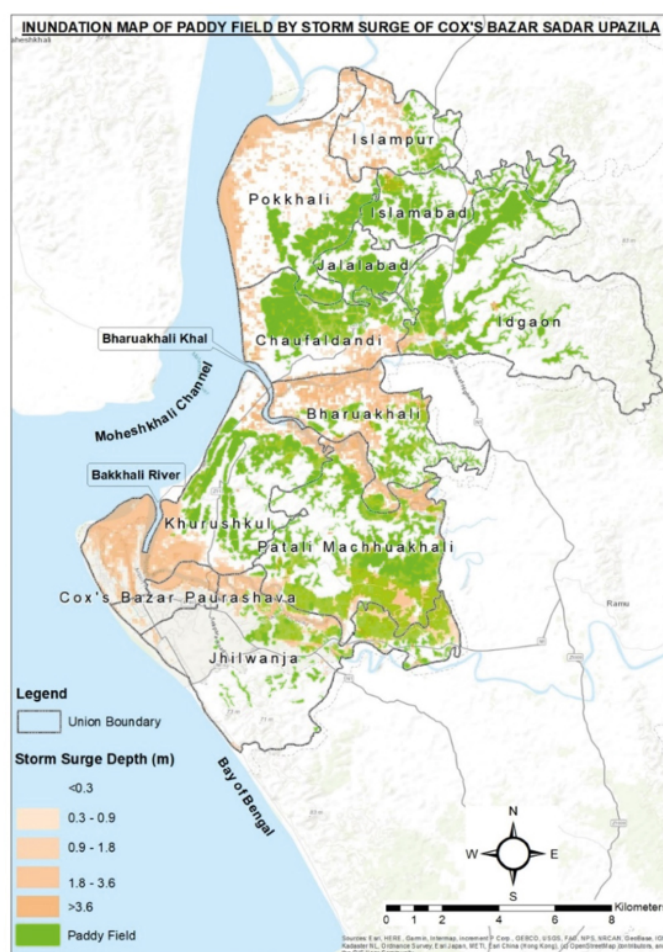 INUNDATION MAP OF PADDY FIELD BY STORM SURGE OF COX'S BAZAR SADAR UPAZILA
Islampur
Pokkhali
Islamabad
Jalalabad
Idgaon
Chaufaldandi
Bharuakhali Khal
Moheshkhali Channel
Bharuakhali
Bakkhali River
Khurushkul
Patali Machhuakhali
Cox's Bazar Paurashava
Ramu
Jhilwanja
Legend
Union Boundary
Storm Surge Depth (m)
<0.3
0.3 - 0.9
0.9 - 1.8
1.8 - 3.6
>3.6
Paddy Field
Bay of Bengal
N
W
E
S
0
2
4
6
8
Kilometers